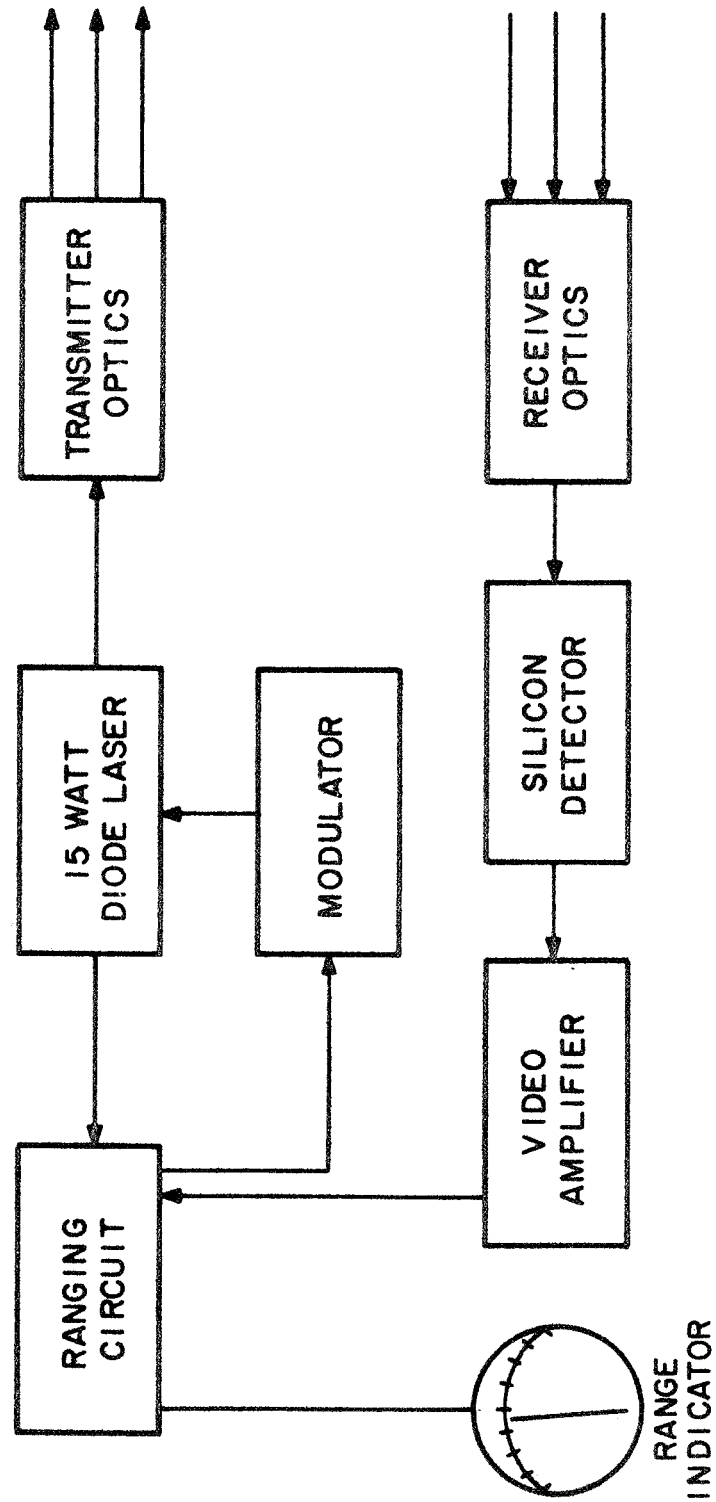 RANGING
CIRCUIT
15 WATT
DIODE LASER
TRANSMITTER
OPTICS
MODULATOR
RANGE
INDICATOR
VIDEO
AMPLIFIER
SILICON
DETECTOR
RECEIVER
OPTICS